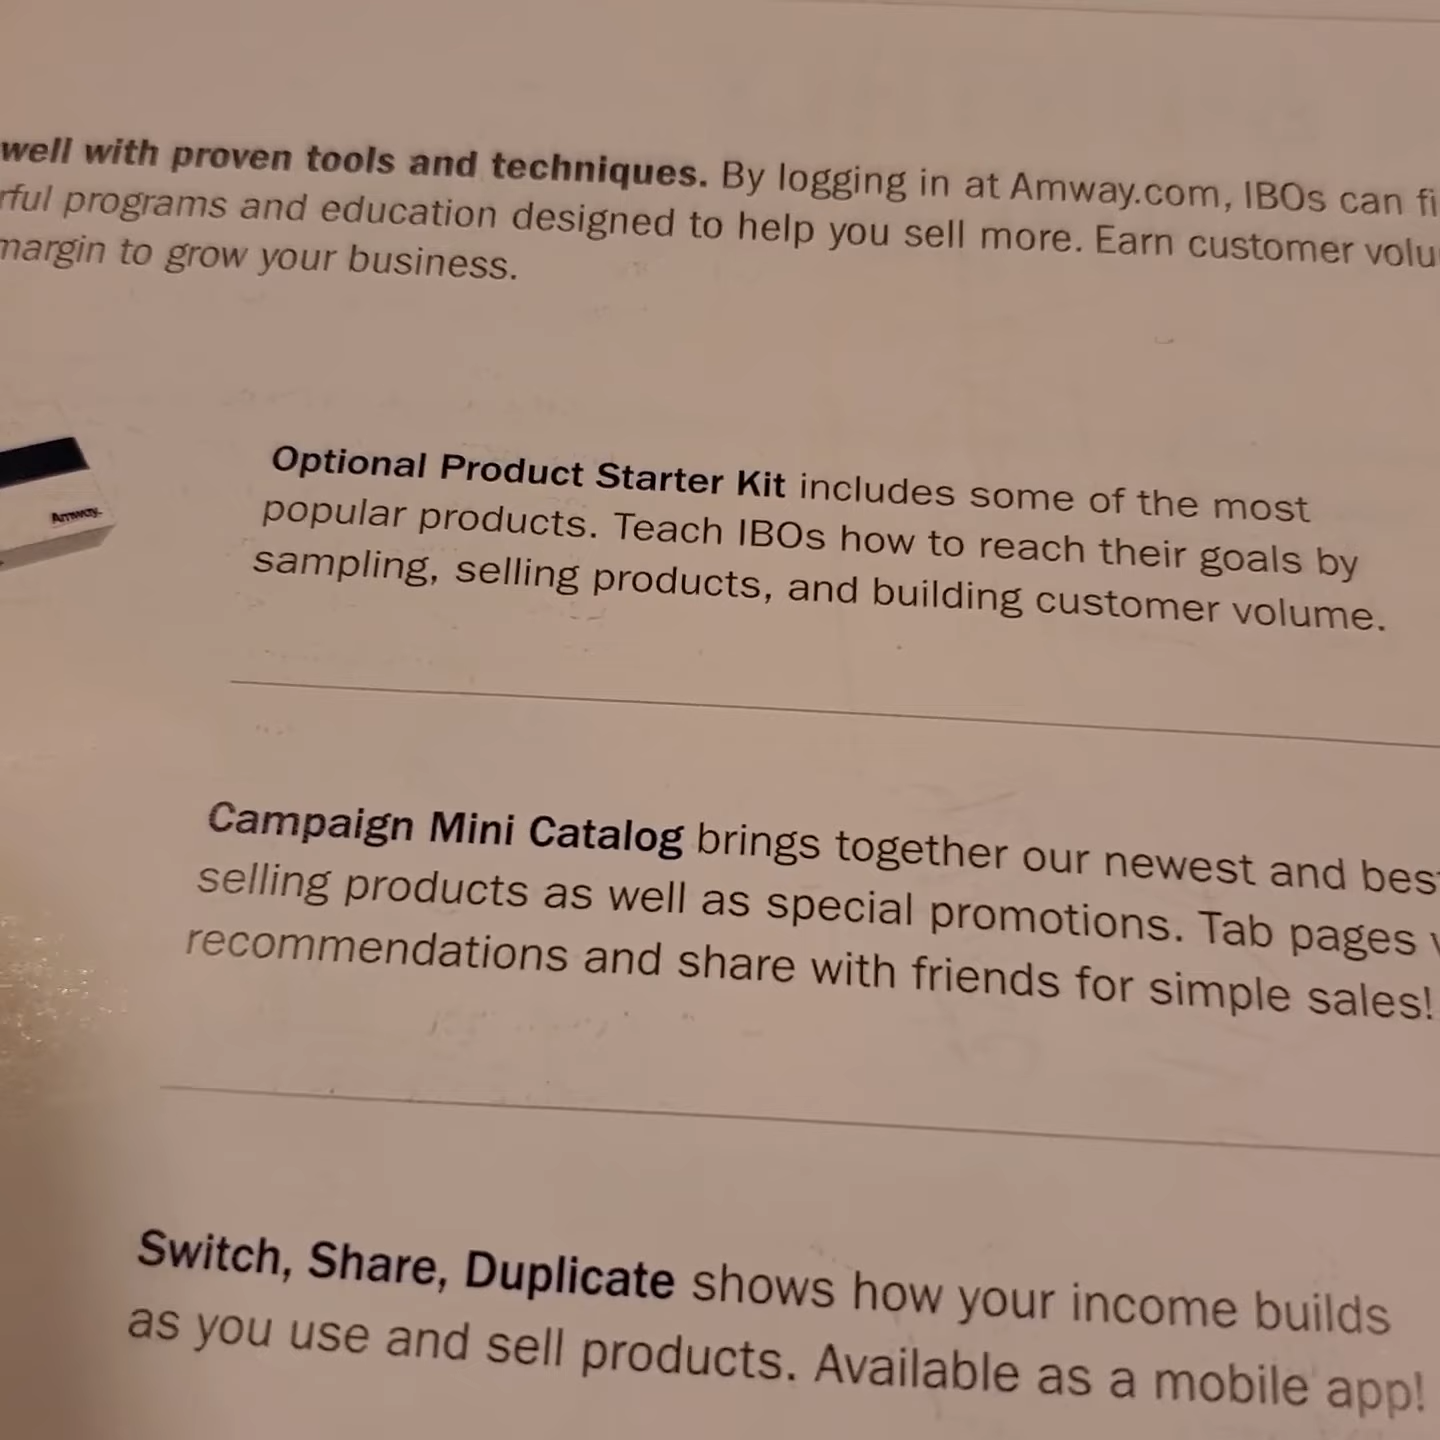 well with proven tools and techniques. By logging in at Amway.com, IBOs can
programs and education designed to help you sell more. Earn customer
margin to grow your business.
Amway.
Optional Product Starter Kit includes some of the most
popular products. Teach IBOs how to reach their goals by
sampling, selling products, and building customer volume.
Campaign Mini Catalog brings together our newest and
selling products as well as special promotions. Tab pages
recommendations and share with friends for simple sales!
Switch, Share, Duplicate shows how your income builds
as you use and sell products. Available as a mobile app!